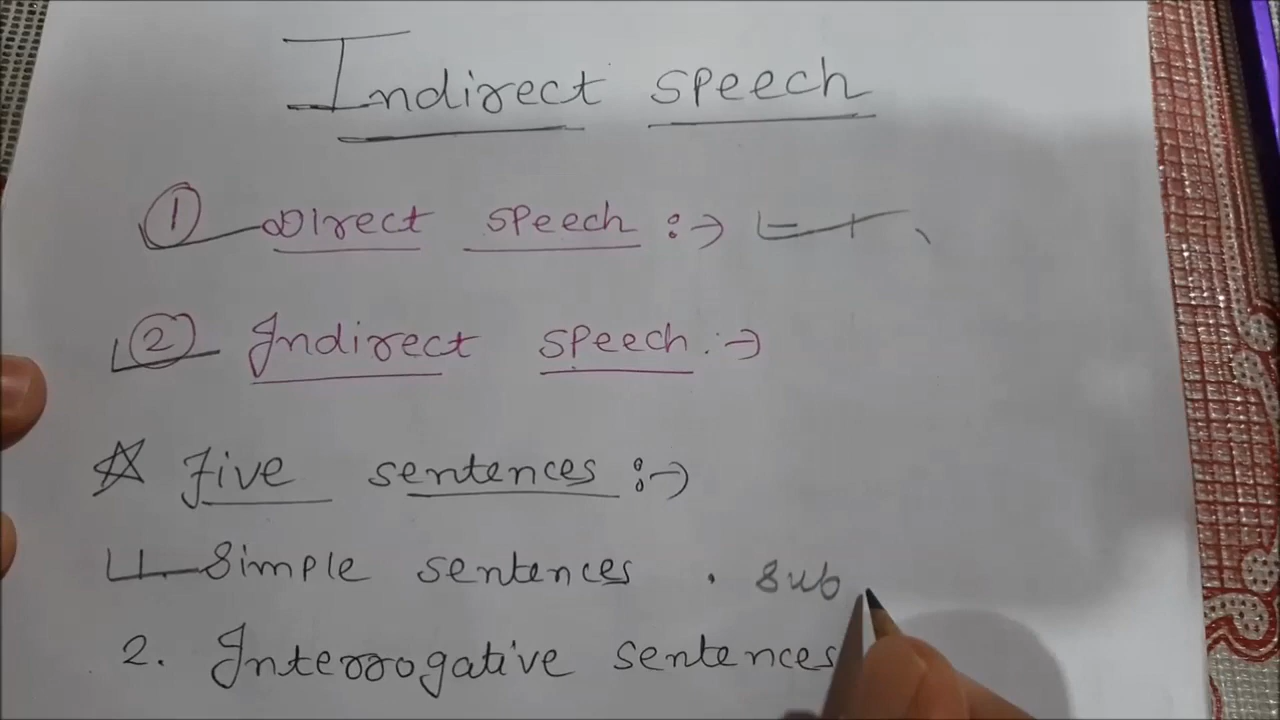 Indirect speech
① Direct speech :→
② Indirect speech :→
☆ Five sentences :→
1. Simple sentences . Sub
2. Interrogative sentences